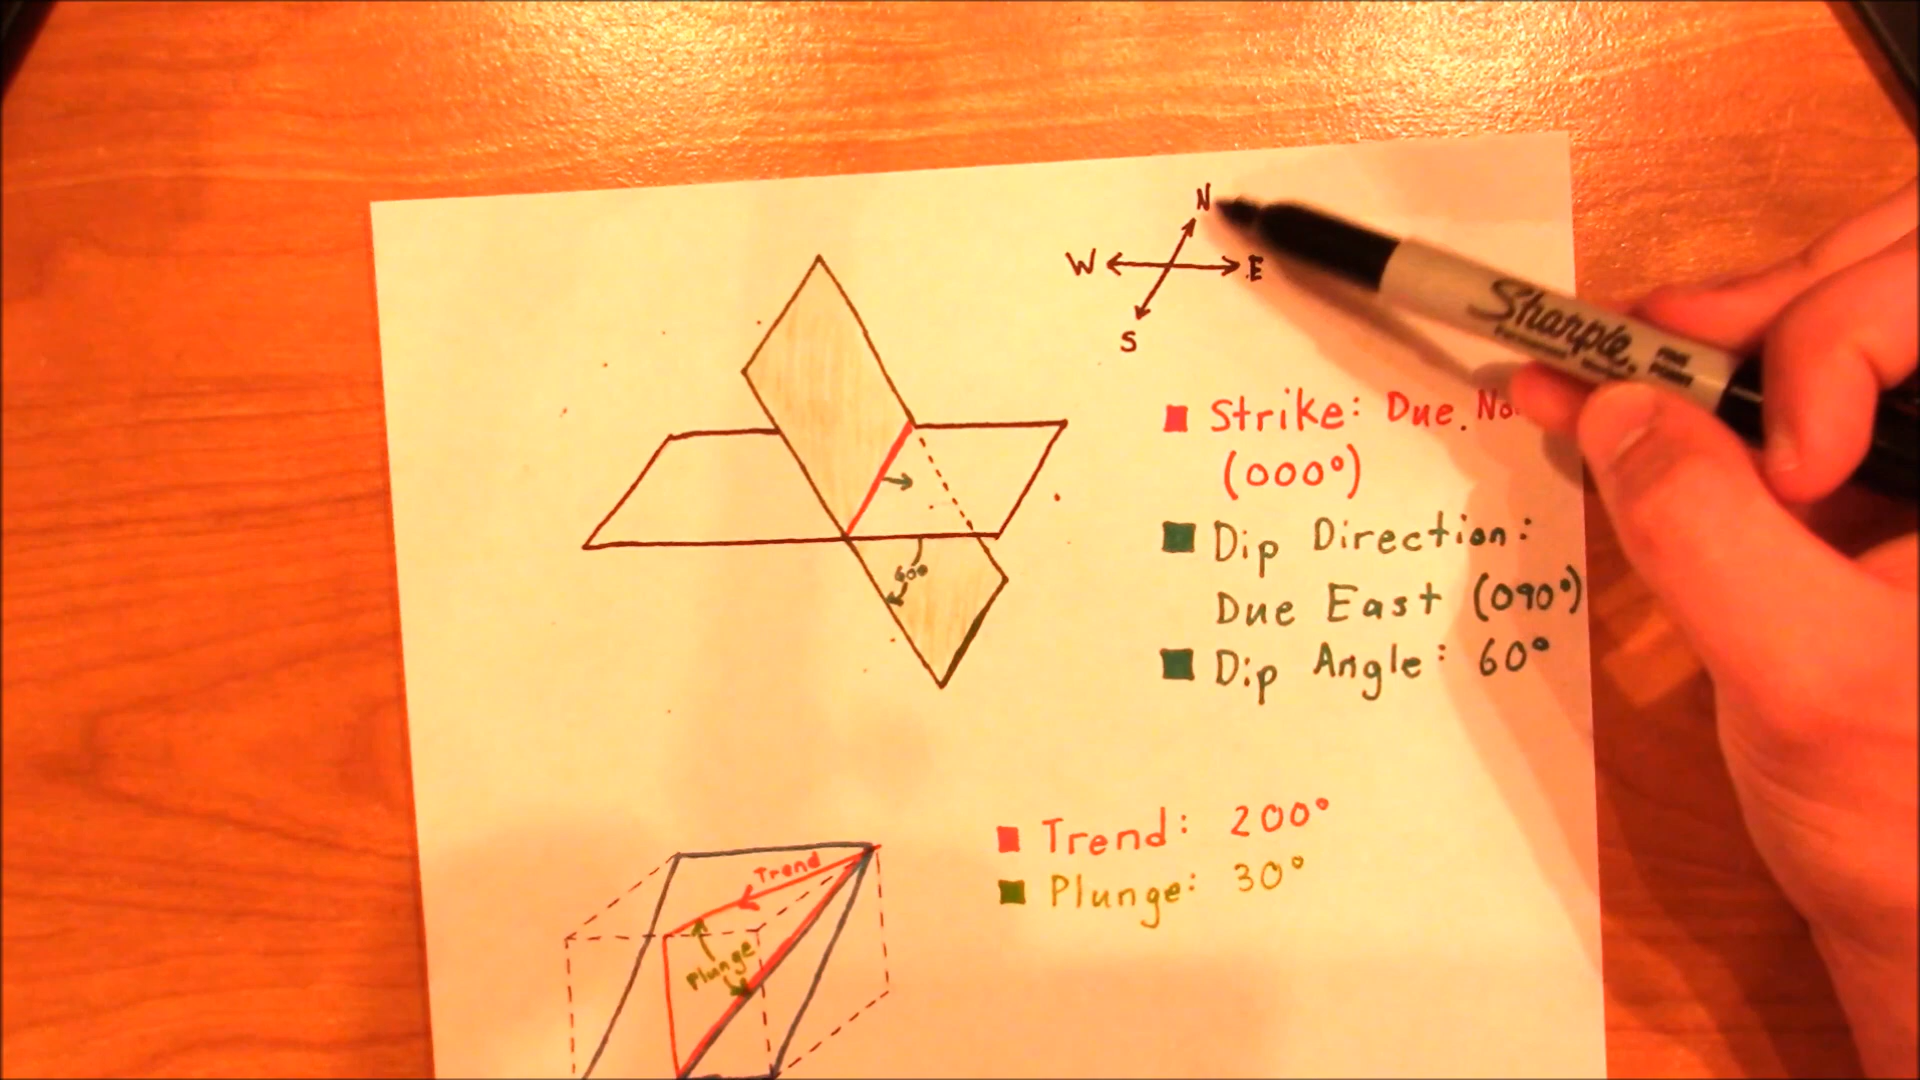 N
W E
S
Sharpie.
Strike: Due No
(000°)
Dip Direction:
Due East (090°)
Dip Angle: 60°
60°
Trend: 200°
Plunge: 30°
Trend
Plunge